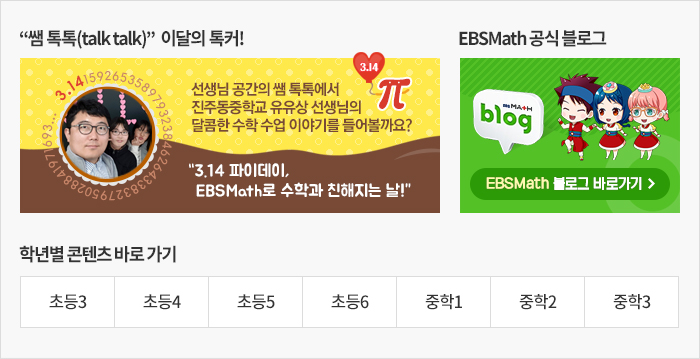 “쌤 톡톡(talk talk)” 이달의 톡커!
EBSMath 공식 블로그
3.14159265358979323846264338327950288419716939...
선생님 공간의 쌤 톡톡에서
진주동중학교 유유상 선생님의
달콤한 수학 수업 이야기를 들어볼까요?
3.14
π
“3.14 파이데이,
EBSMath로 수학과 친해지는 날!”
EBS MATH
blog
EBSMath 블로그 바로가기 >
학년별 콘텐츠 바로 가기
초등3 초등4 초등5 초등6 중학1 중학2 중학3